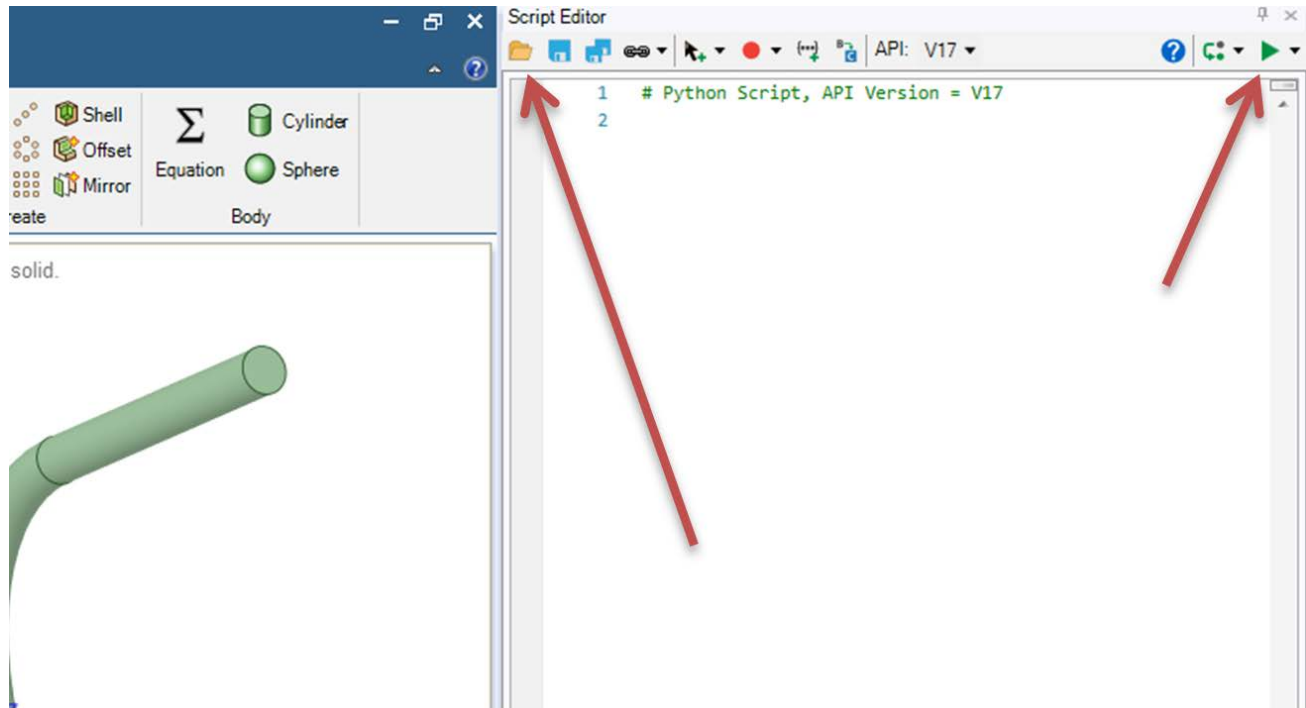 Script Editor
API: V17
1 # Python Script, API Version = V17
2
Shell
Offset
Mirror
Equation
Cylinder
Sphere
reate
Body
solid.